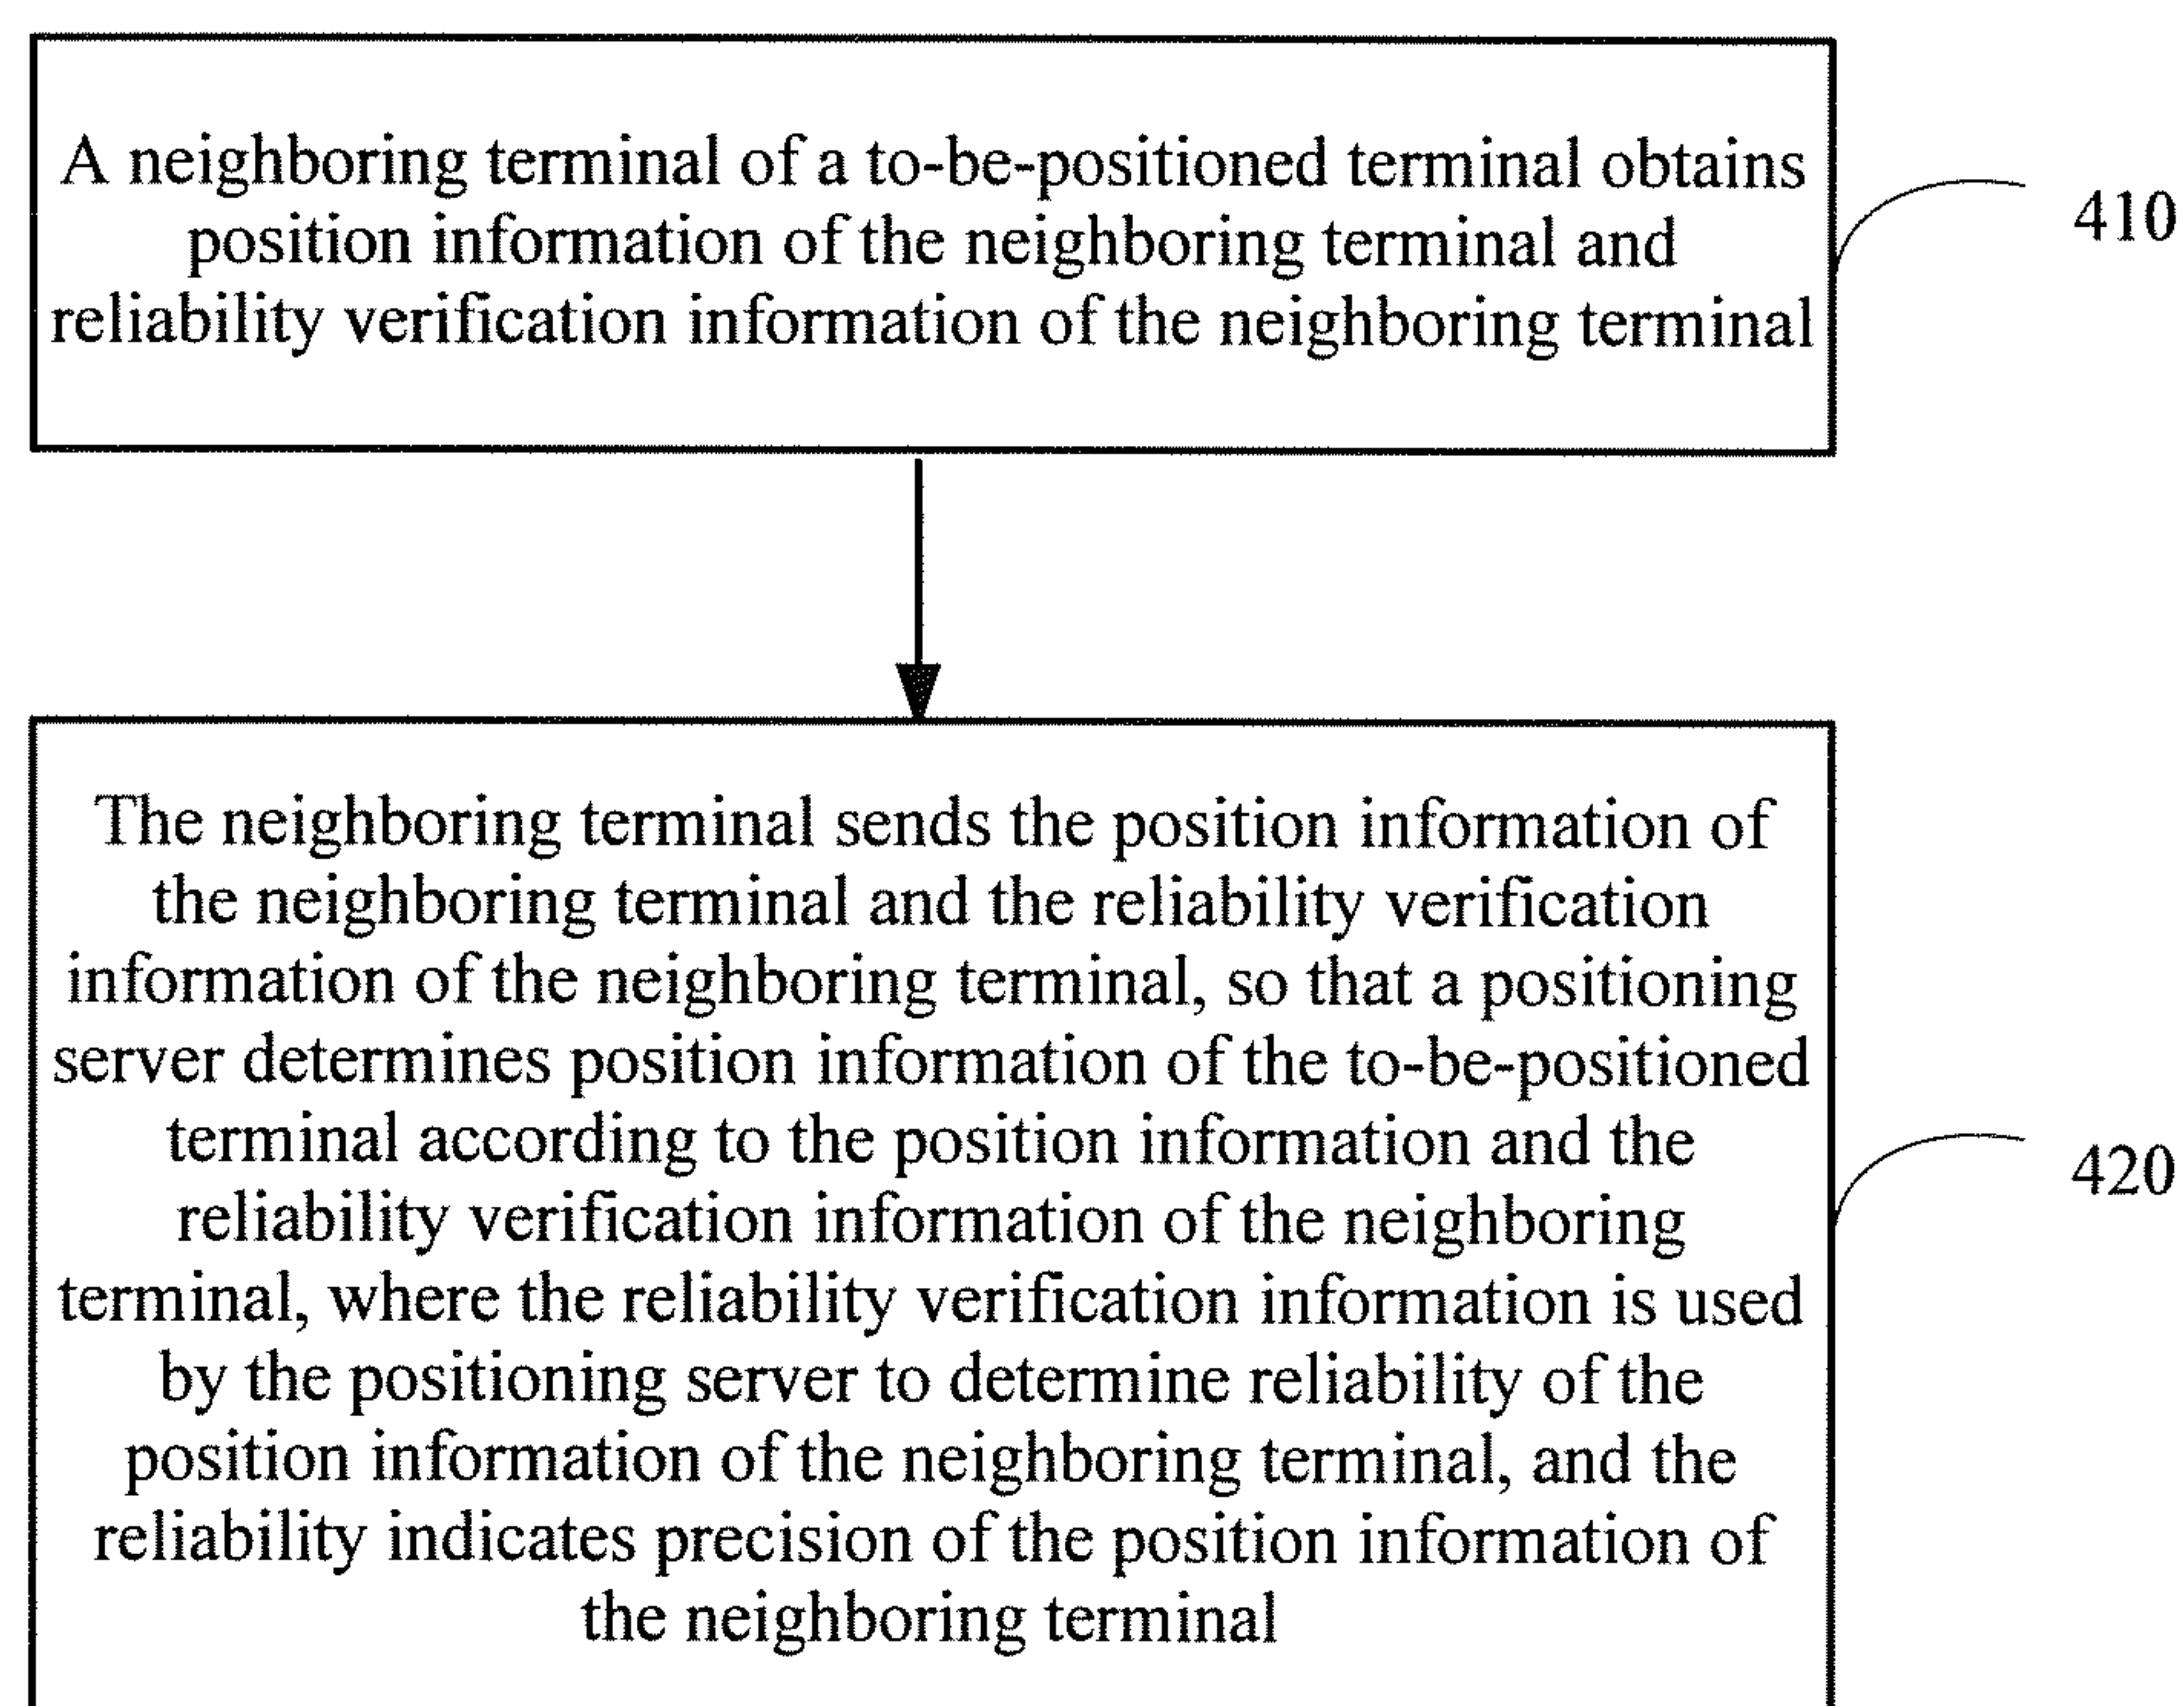 A neighboring terminal of a to-be-positioned terminal obtains
position information of the neighboring terminal and
reliability verification information of the neighboring terminal
410
The neighboring terminal sends the position information of
the neighboring terminal and the reliability verification
information of the neighboring terminal, so that a positioning
server determines position information of the to-be-positioned
terminal according to the position information and the
reliability verification information of the neighboring
terminal, where the reliability verification information is used
by the positioning server to determine reliability of the
position information of the neighboring terminal, and the
reliability indicates precision of the position information of
the neighboring terminal
420